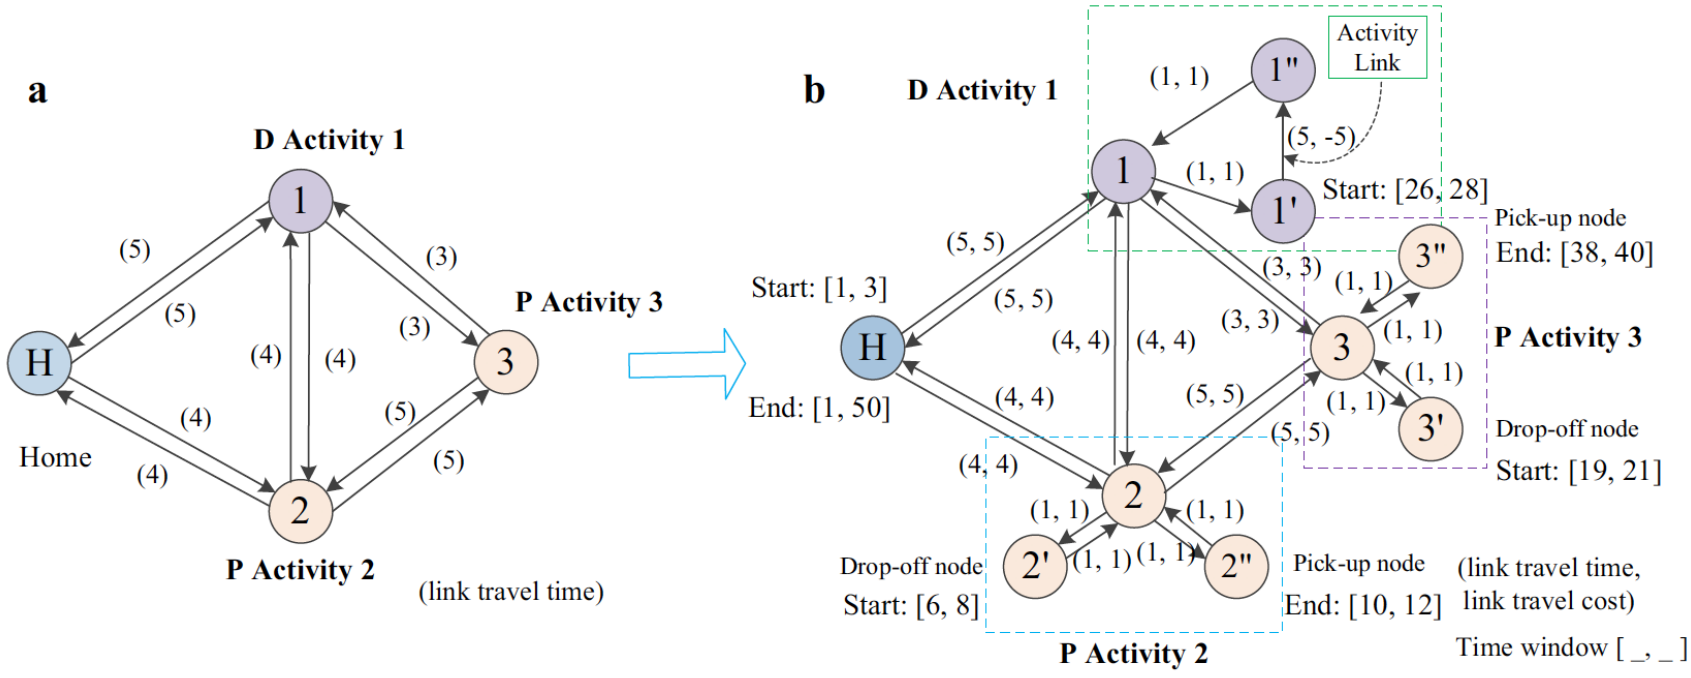 a
D Activity 1
1
(5)
(5)
(3)
(3)
P Activity 3
H
(4)
(4)
3
(4)
(4)
(5)
(5)
Home
2
P Activity 2
(link travel time)
b
D Activity 1
Activity
Link
1"
(1, 1)
(5, -5)
1
(1, 1)
1'
Start: [26, 28]
Pick-up node
End: [38, 40]
3"
(5, 5)
(5, 5)
(3, 3)
(3, 3)
(1, 1)
(1, 1)
Start: [1, 3]
H
End: [1, 50]
(4, 4)
(4, 4)
3
P Activity 3
(1, 1)
(1, 1)
3'
Drop-off node
Start: [19, 21]
(4, 4)
(4, 4)
(5, 5)
(5, 5)
2
(1, 1)
(1, 1)
(1, 1)
(1, 1)
2'
2"
Drop-off node
Start: [6, 8]
Pick-up node
End: [10, 12]
P Activity 2
(link travel time,
link travel cost)
Time window [ _, _ ]